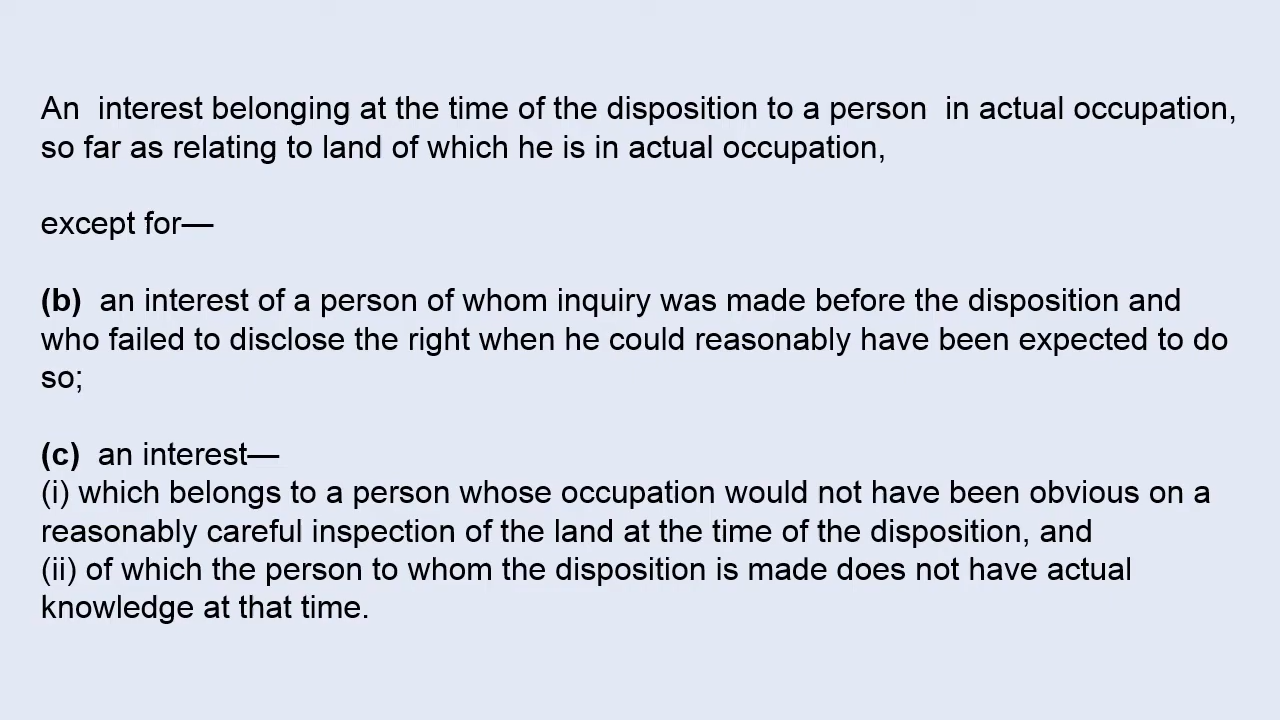 An  interest belonging at the time of the disposition to a person  in actual occupation,
so far as relating to land of which he is in actual occupation,
except for—
(b)  an interest of a person of whom inquiry was made before the disposition and
who failed to disclose the right when he could reasonably have been expected to do
so;
(c)  an interest—
(i) which belongs to a person whose occupation would not have been obvious on a
reasonably careful inspection of the land at the time of the disposition, and
(ii) of which the person to whom the disposition is made does not have actual
knowledge at that time.